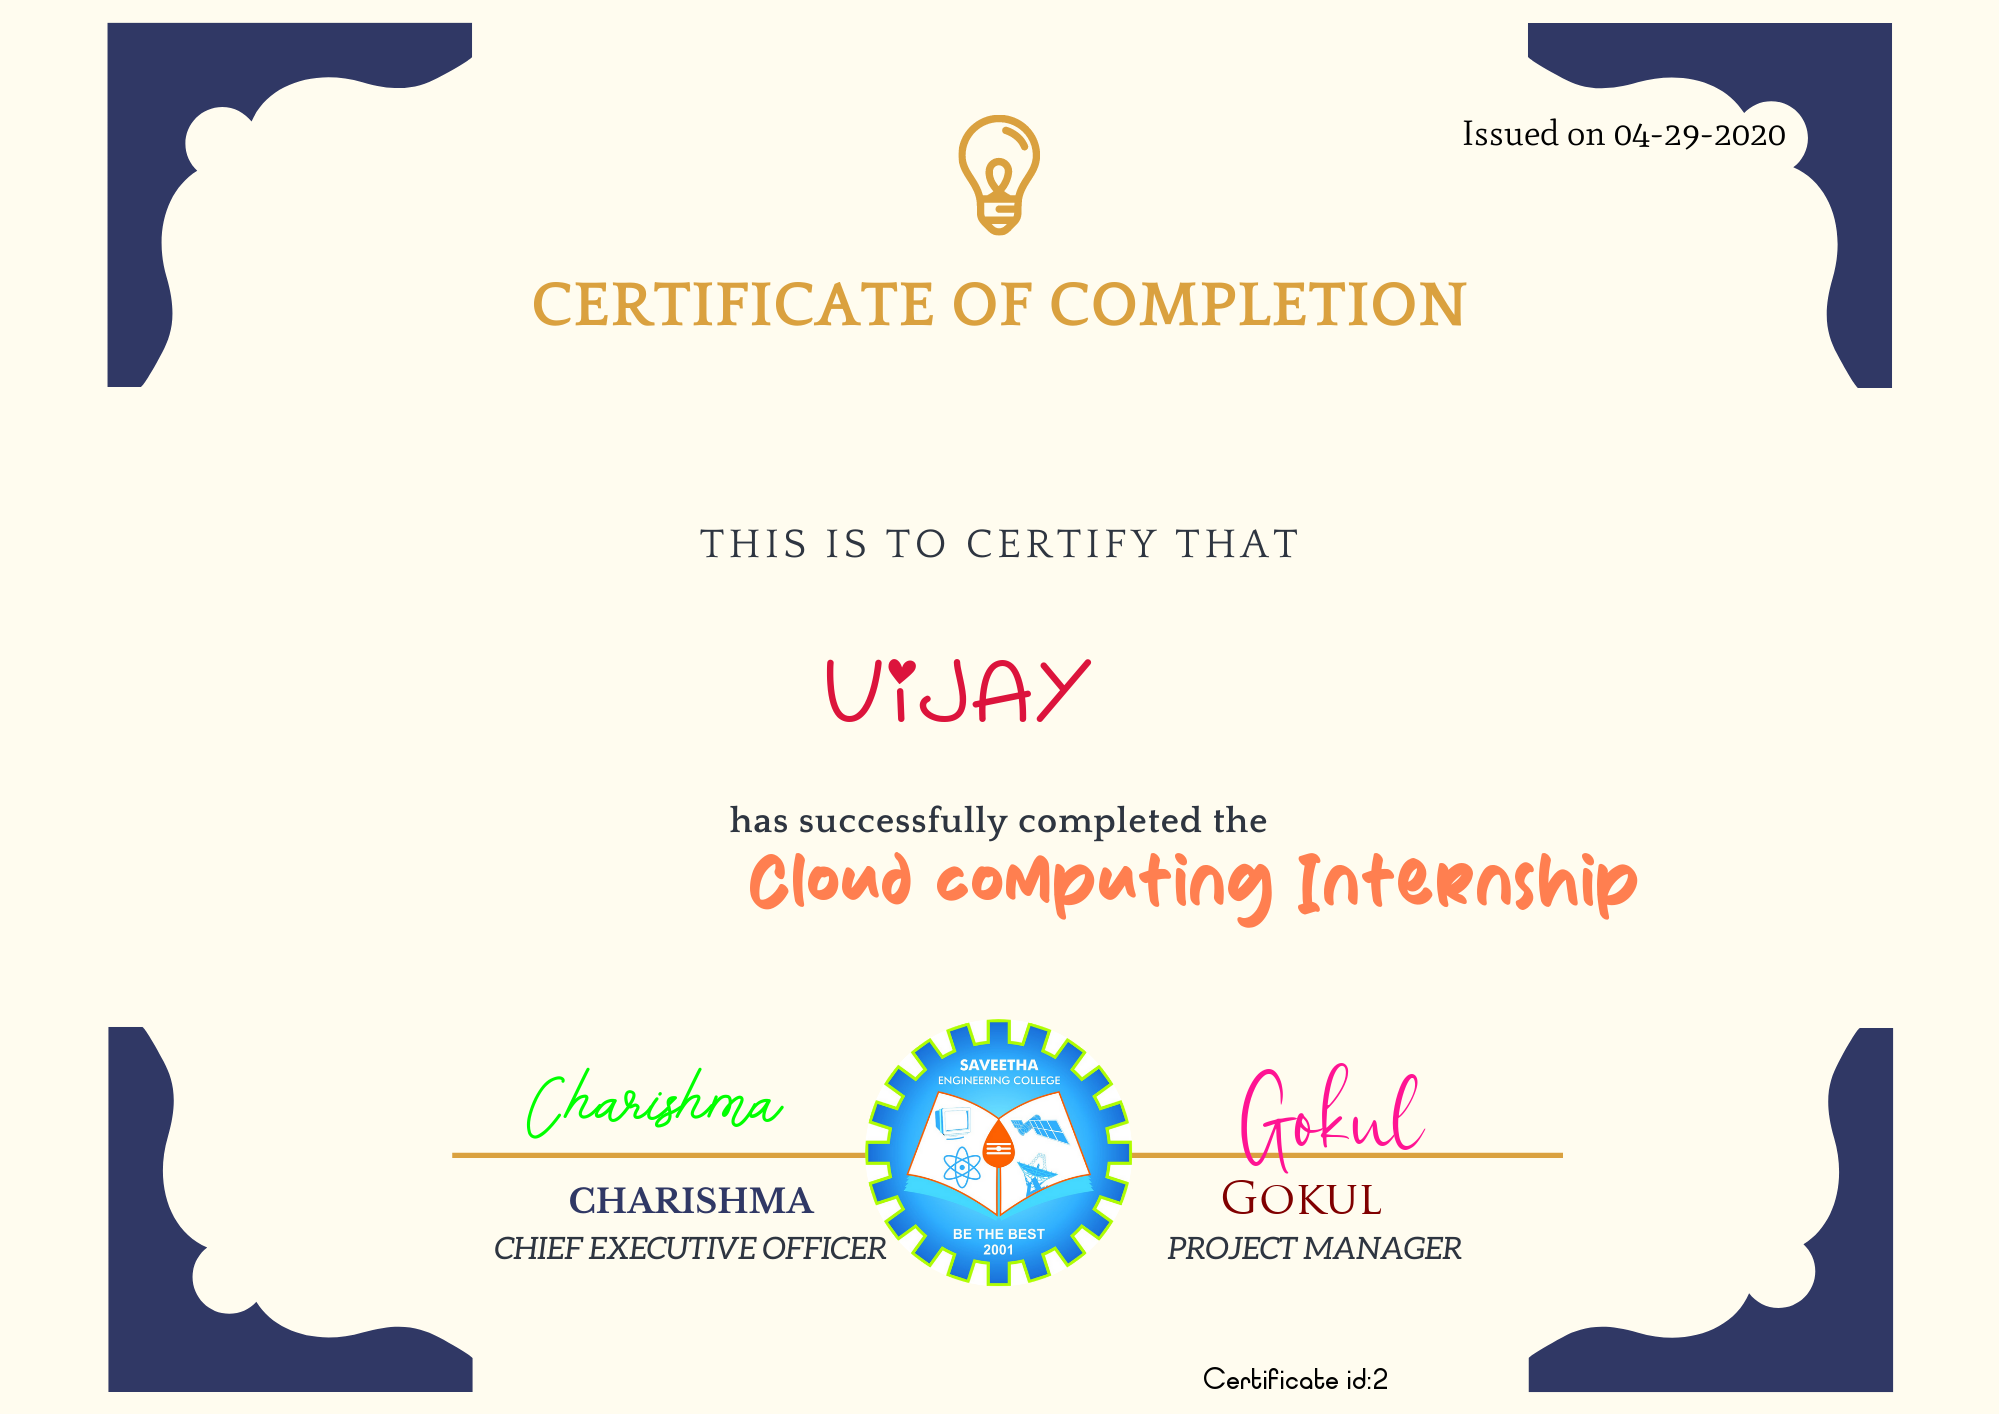 Issued on 04-29-2020
CERTIFICATE OF COMPLETION
THIS IS TO CERTIFY THAT
ViJAY
has successfully completed the
Cloud computing Internship
SAVEETHA
ENGINEERING COLLEGE
Charishma
Gokul
CHARISHMA
GOKUL
CHIEF EXECUTIVE OFFICER
PROJECT MANAGER
BE THE BEST
2001
Certificate id:2